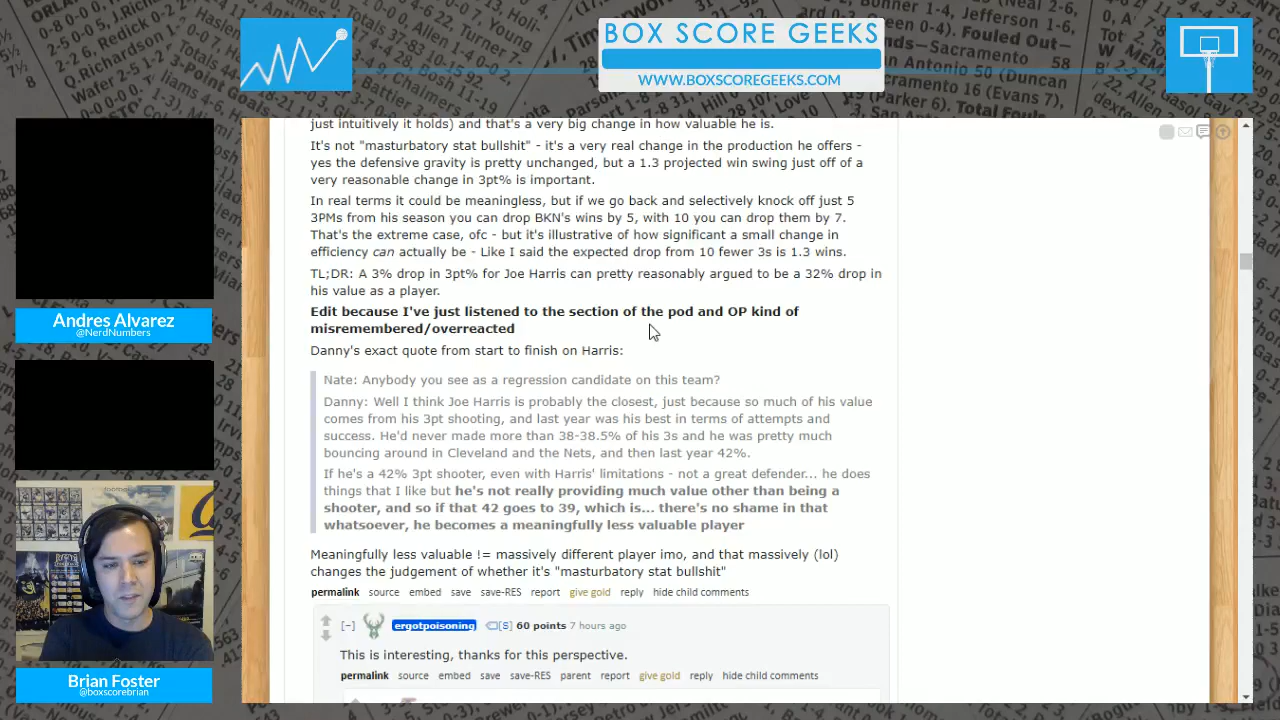 BOX SCORE GEEKS
WWW.BOXSCOREGEEKS.COM
just intuitively it holds) and that's a very big change in how valuable he is.
It's not "masturbatory stat bullshit" - it's a very real change in the production he offers -
yes the defensive gravity is pretty unchanged, but a 1.3 projected win swing just off of a
very reasonable change in 3pt% is important.
In real terms it could be meaningless, but if we go back and selectively knock off just 5
3PMs from his season you can drop BKN's wins by 5, with 10 you can drop them by 7.
That's the extreme case, ofc - but it's illustrative of how significant a small change in
efficiency can actually be - Like I said the expected drop from 10 fewer 3s is 1.3 wins.
TL;DR: A 3% drop in 3pt% for Joe Harris can pretty reasonably argued to be a 32% drop in
his value as a player.
Edit because I've just listened to the section of the pod and OP kind of
misremembered/overreacted
Danny's exact quote from start to finish on Harris:
Nate: Anybody you see as a regression candidate on this team?
Danny: Well I think Joe Harris is probably the closest, just because so much of his value
comes from his 3pt shooting, and last year was his best in terms of attempts and
success. He'd never made more than 38-38.5% of his 3s and he was pretty much
bouncing around in Cleveland and the Nets, and then last year 42%.
If he's a 42% 3pt shooter, even with Harris' limitations - not a great defender... he does
things that I like but he's not really providing much value other than being a
shooter, and so if that 42 goes to 39, which is... there's no shame in that
whatsoever, he becomes a meaningfully less valuable player
Meaningfully less valuable != massively different player imo, and that massively (lol)
changes the judgement of whether it's "masturbatory stat bullshit"
permalink source embed save save-RES report give gold reply hide child comments
[-] ergotpoisoning [S] 60 points 7 hours ago
This is interesting, thanks for this perspective.
permalink source embed save save-RES parent report give gold reply hide child comments
Andres Alvarez
@NerdNumbers
Brian Foster
@boxscorebrian